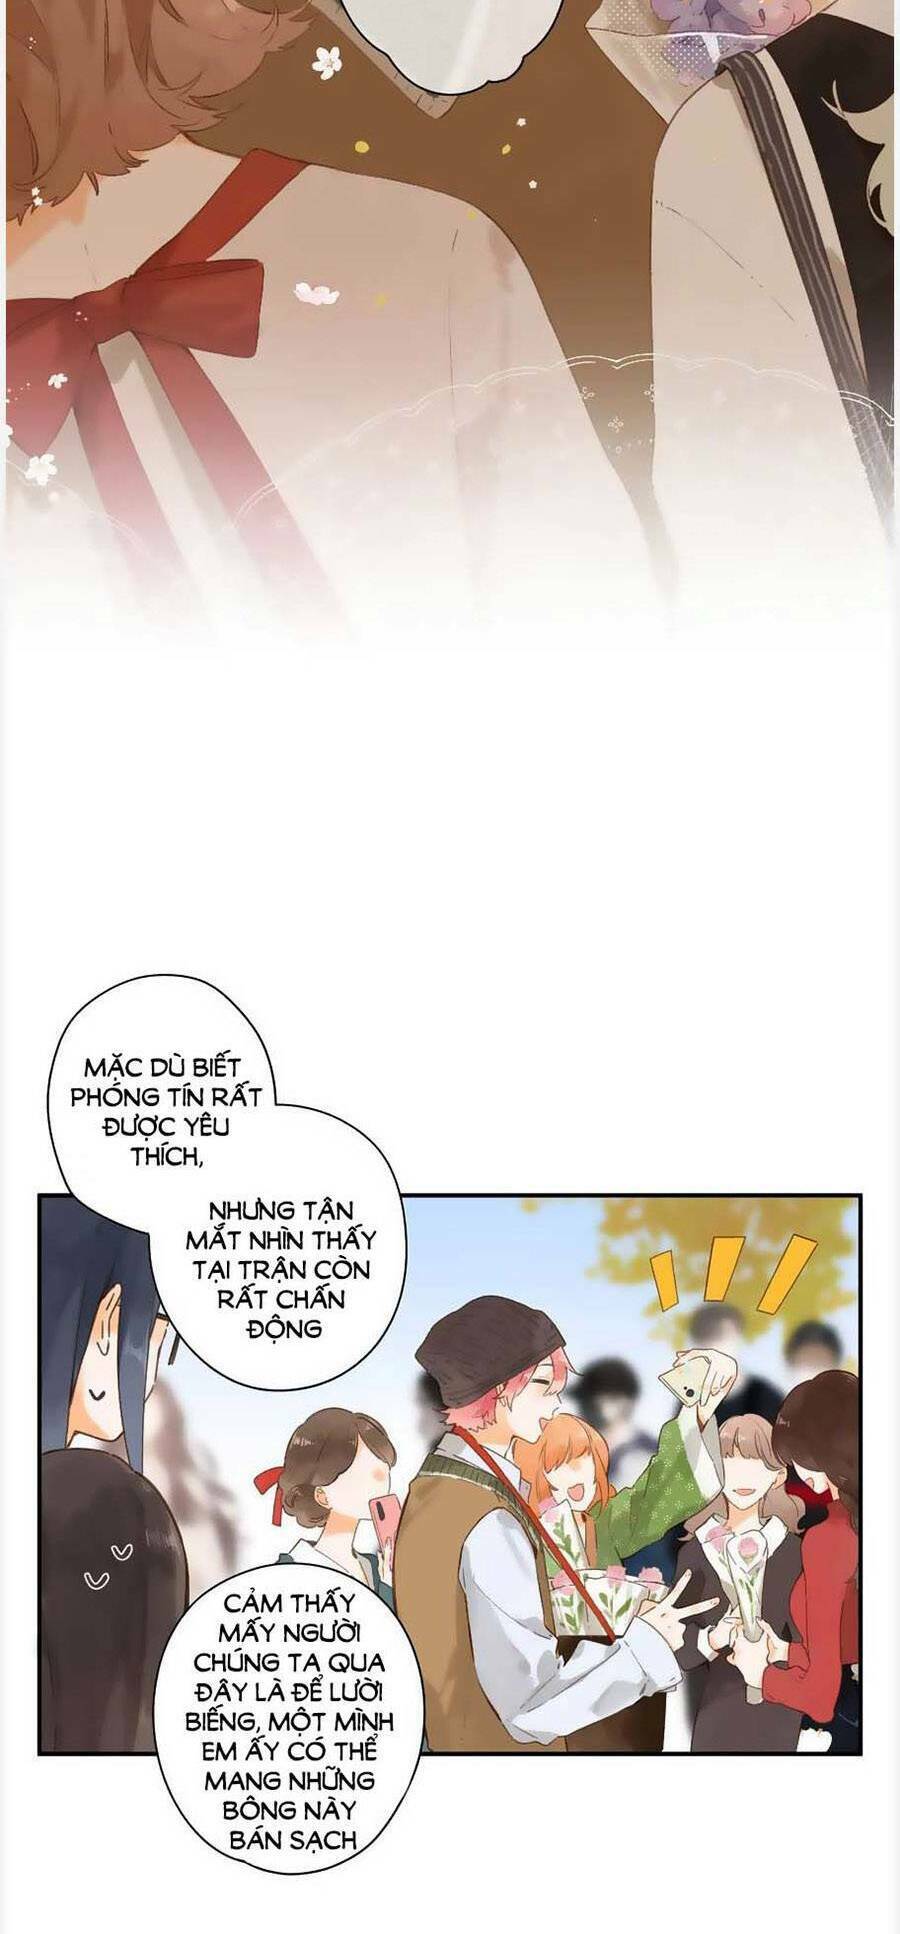 MẶC DÙ BIẾT
PHÓNG TÍN RẤT
ĐƯỢC YÊU
THÍCH,
NHƯNG TẬN
MẮT NHÌN THẤY
TẠI TRẬN CÒN
RẤT CHẤN
ĐỘNG
CẢM THẤY
MẤY NGƯỜI
CHÚNG TA QUA
ĐÂY LÀ ĐỂ LƯỜI
BIẾNG, MỘT MÌNH
EM ẤY CÓ THỂ
MANG NHỮNG
BÔNG NÀY
BÁN SẠCH